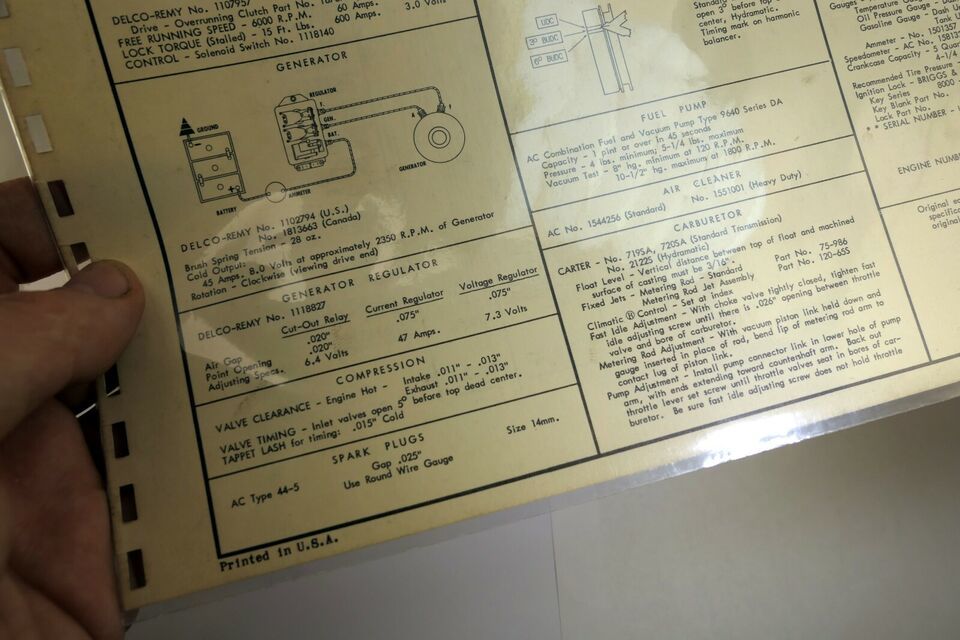 DELCO-REMY No. 1107957
Drive - Overrunning Clutch Part No.
FREE RUNNING SPEED - 6000 R.P.M. 60 Amps. 3.0 Volts
LOCK TORQUE (Stalled) - 15 Ft. Lbs. 600 Amps.
CONTROL - Solenoid Switch No. 1118140
GENERATOR
REGULATOR
F.
GEN.
BAT.
GROUND
BATTERY
AMMETER
A
F
GENERATOR
DELCO-REMY No. 1102794 (U.S.)
No. 1813663 (Canada)
Brush Spring Tension - 28 oz.
Cold Output:
45 Amps. 8.0 Volts at approximately 2350 R.P.M. of Generator
Rotation - Clockwise (viewing drive end)
GENERATOR REGULATOR
DELCO-REMY No. 1118827
Cut-Out Relay Current Regulator Voltage Regulator
Air Gap .020" .075" .075"
Point Opening .020"
Adjusting Specs. 6.4 Volts 47 Amps. 7.3 Volts
COMPRESSION
VALVE CLEARANCE - Engine Hot - Intake .011" - .013"
Exhaust .011" - .013"
VALVE TIMING - Inlet valves open 5° before top dead center.
TAPPET LASH for timing: .015" Cold
SPARK PLUGS
AC Type 44-5 Gap .025" Size 14mm.
Use Round Wire Gauge
Printed in U.S.A.
UDC
3° BUDC
6° BUDC
Standard
open 3° before top
center, Hydramatic.
Timing mark on harmonic
balancer.
FUEL PUMP
AC Combination Fuel and Vacuum Pump Type 9640 Series DA
Capacity - 1 pint or over in 45 seconds
Pressure - 4 lbs. minimum; 5-1/4 lbs. maximum
Vacuum Test - 8" hg. minimum at 120 R.P.M.
10-1/2" hg. maximum at 1800 R.P.M.
AIR CLEANER
AC No. 1544256 (Standard) No. 1551001 (Heavy Duty)
CARBURETOR
CARTER - No. 7195A, 7205A (Standard Transmission)
No. 21225 (Hydramatic)
Float Level - Vertical distance between top of float and machined
surface of casting must be 3/16".
Fixed Jets - Metering Rod - Standard Part No. 75-986
Metering Rod Jet Assembly Part No. 120-65S
Climatic ® Control - Set at index.
Fast Idle Adjustment - With choke valve tightly closed, tighten fast
idle adjusting screw until there is .026" opening between throttle
valve and bore of carburetor.
Metering Rod Adjustment - With vacuum piston link held down and
gauge inserted in place of rod, bend lip of metering rod arm to
contact lug of piston link.
Pump Adjustment - Install pump connector link in lower hole of pump
arm, with ends extending toward countershaft arm. Back out
throttle lever set screw until throttle valves seat in bores of car-
buretor. Be sure fast idle adjusting screw does not hold throttle
Gauges
Temperature
Oil Pressure Gauge - Dash
Gasoline Gauge - Dash
Tank
Ammeter - No.
Speedometer - AC No.
Crankcase Capacity - 5
Recommended Tire Pressure
Ignition Lock - BRIGGS &
Key Series 8000
Key Blank Part No.
Lock Part No.
** SERIAL NUMBER
ENGINE
Original